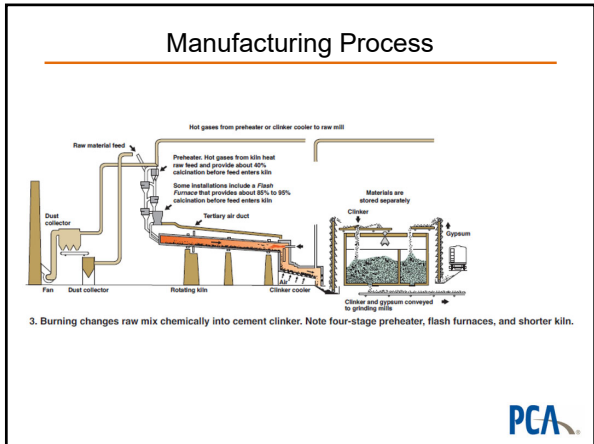 Manufacturing Process
Hot gases from preheater or clinker cooler to raw mill
Raw material feed
Preheater. Hot gases from kiln heat
raw feed and provide about 40%
calcination before feed enters kiln
Some installations include a Flash
Furnace that provides about 85% to 95%
calcination before feed enters kiln
Materials are
stored separately
Tertiary air duct
Clinker
Dust
collector
Gypsum
Air
Fan
Dust collector
Rotating kiln
Clinker cooler
Clinker and gypsum conveyed
to grinding mills
3. Burning changes raw mix chemically into cement clinker. Note four-stage preheater, flash furnaces, and shorter kiln.
PCA